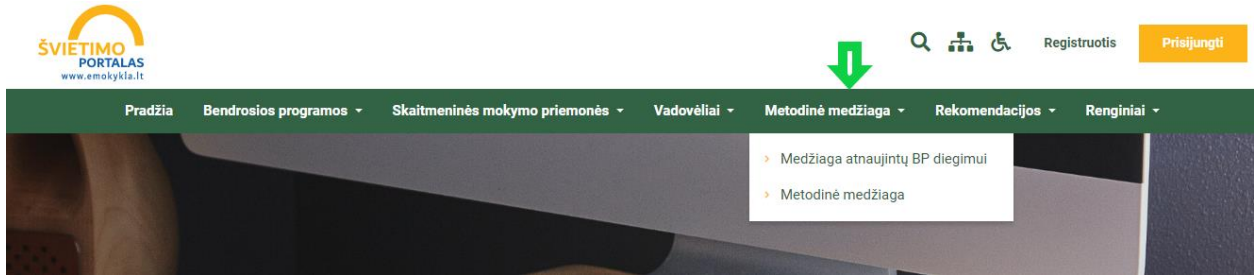 ŠVIETIMO
PORTALAS
www.emokykla.lt
Registruotis
Prisijungti
Pradžia
Bendrosios programos
Skaitmeninės mokymo priemonės
Vadovėliai
Metodinė medžiaga
Rekomendacijos
Renginiai
Medžiaga atnaujintų BP diegimui
Metodinė medžiaga